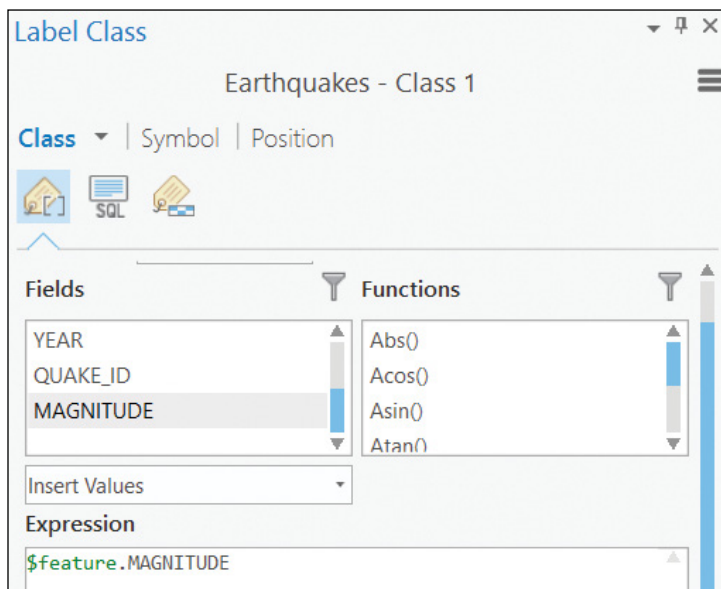 Label Class
Earthquakes - Class 1
Class | Symbol | Position
SQL
Fields Functions
YEAR Abs()
QUAKE_ID Acos()
MAGNITUDE Asin()
Atan()
Insert Values
Expression
$feature.MAGNITUDE